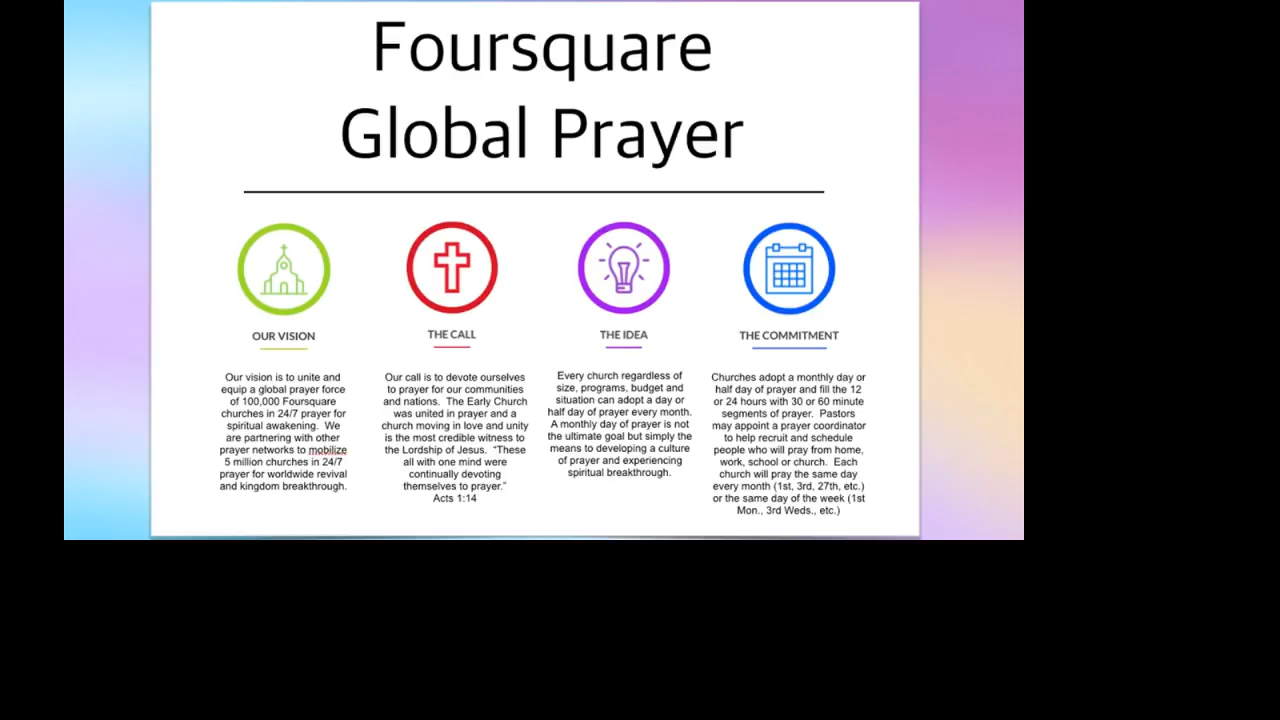 Foursquare
Global Prayer
OUR VISION
Our vision is to unite and
equip a global prayer force
of 100,000 Foursquare
churches in 24/7 prayer for
spiritual awakening. We
are partnering with other
prayer networks to mobilize
5 million churches in 24/7
prayer for worldwide revival
and kingdom breakthrough.
THE CALL
Our call is to devote ourselves
to prayer for our communities
and nations. The Early Church
was united in prayer and a
church moving in love and unity
is the most credible witness to
the Lordship of Jesus. “These
all with one mind were
continually devoting
themselves to prayer.”
Acts 1:14
THE IDEA
Every church regardless of
size, programs, budget and
situation can adopt a day or
half day of prayer every month.
A monthly day of prayer is not
the ultimate goal but simply the
means to developing a culture
of prayer and experiencing
spiritual breakthrough.
THE COMMITMENT
Churches adopt a monthly day or
half day of prayer and fill the 12
or 24 hours with 30 or 60 minute
segments of prayer. Pastors
may appoint a prayer coordinator
to help recruit and schedule
people who will pray from home,
work, school or church. Each
church will pray the same day
every month (1st, 3rd, 27th, etc.)
or the same day of the week (1st
Mon., 3rd Weds., etc.)